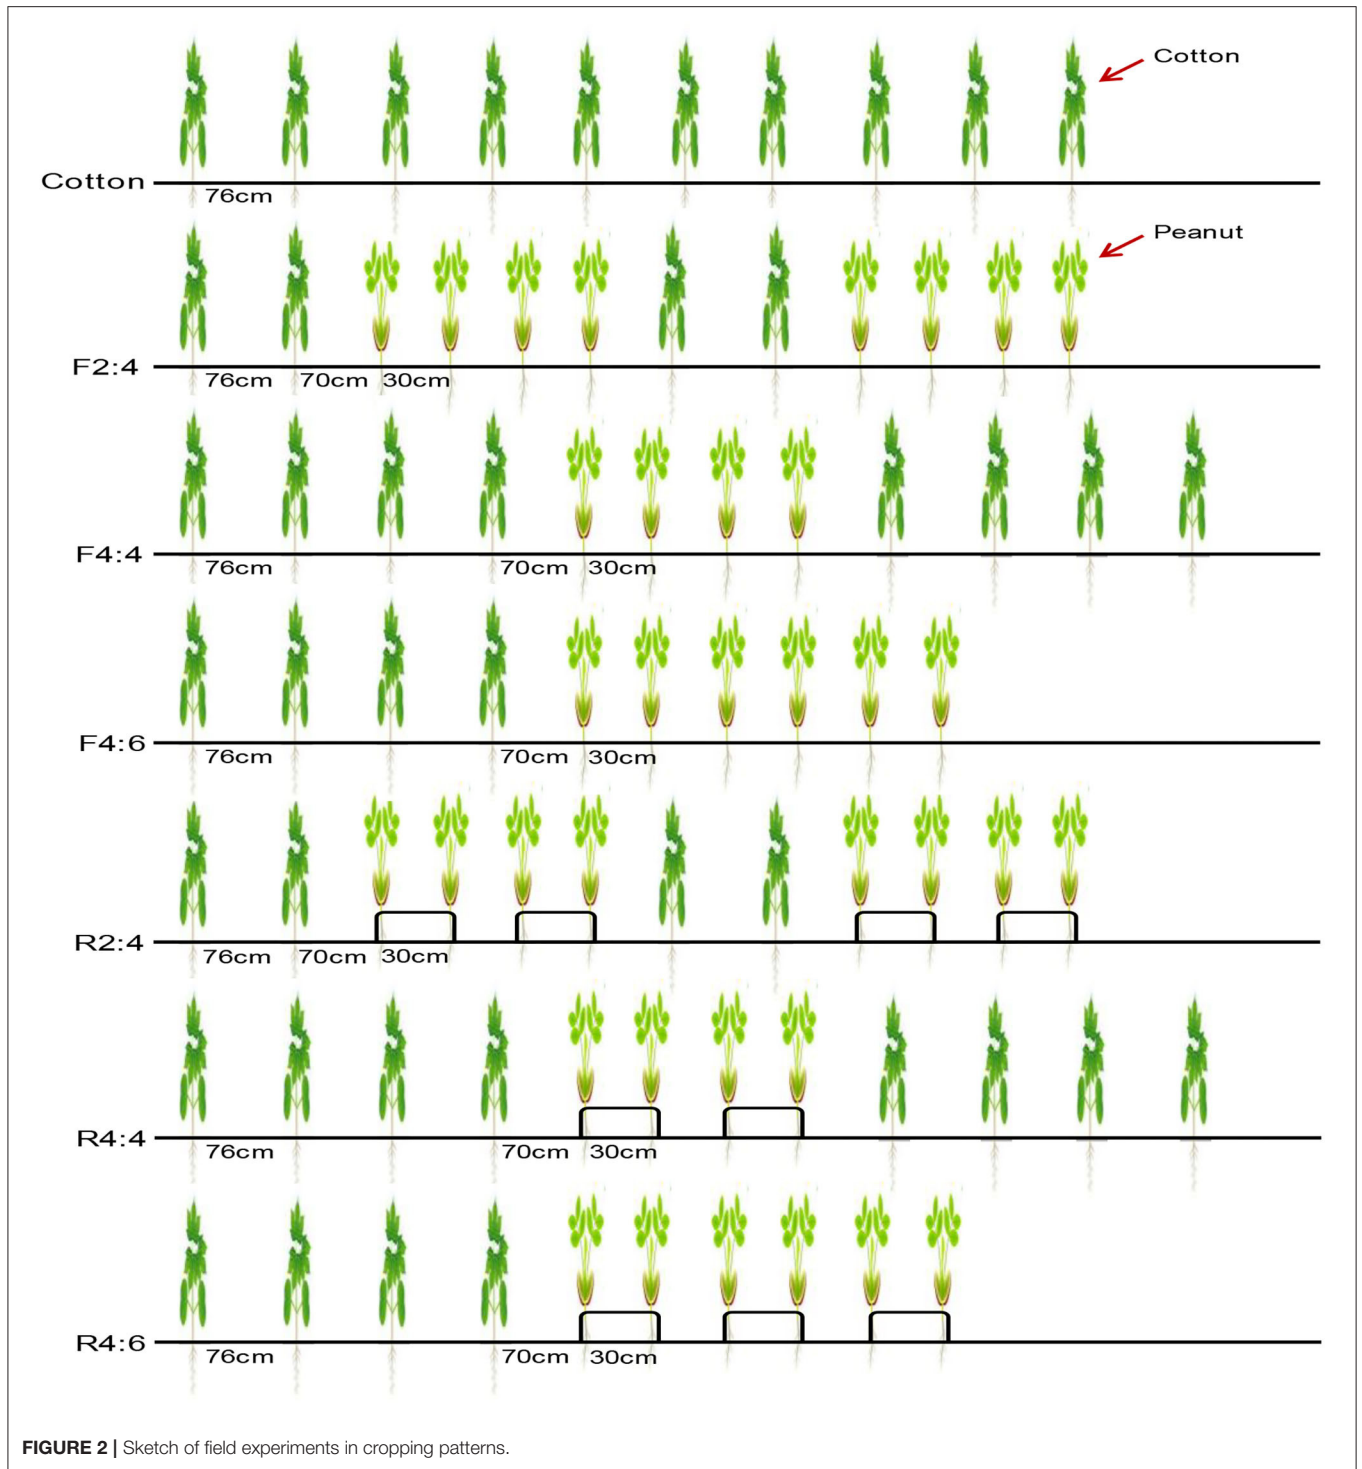 Cotton
Cotton
76cm
Peanut
F2:4
76cm 70cm 30cm
F4:4
76cm 70cm 30cm
F4:6
76cm 70cm 30cm
R2:4
76cm 70cm 30cm
R4:4
76cm 70cm 30cm
R4:6
76cm 70cm 30cm
FIGURE 2 | Sketch of field experiments in cropping patterns.